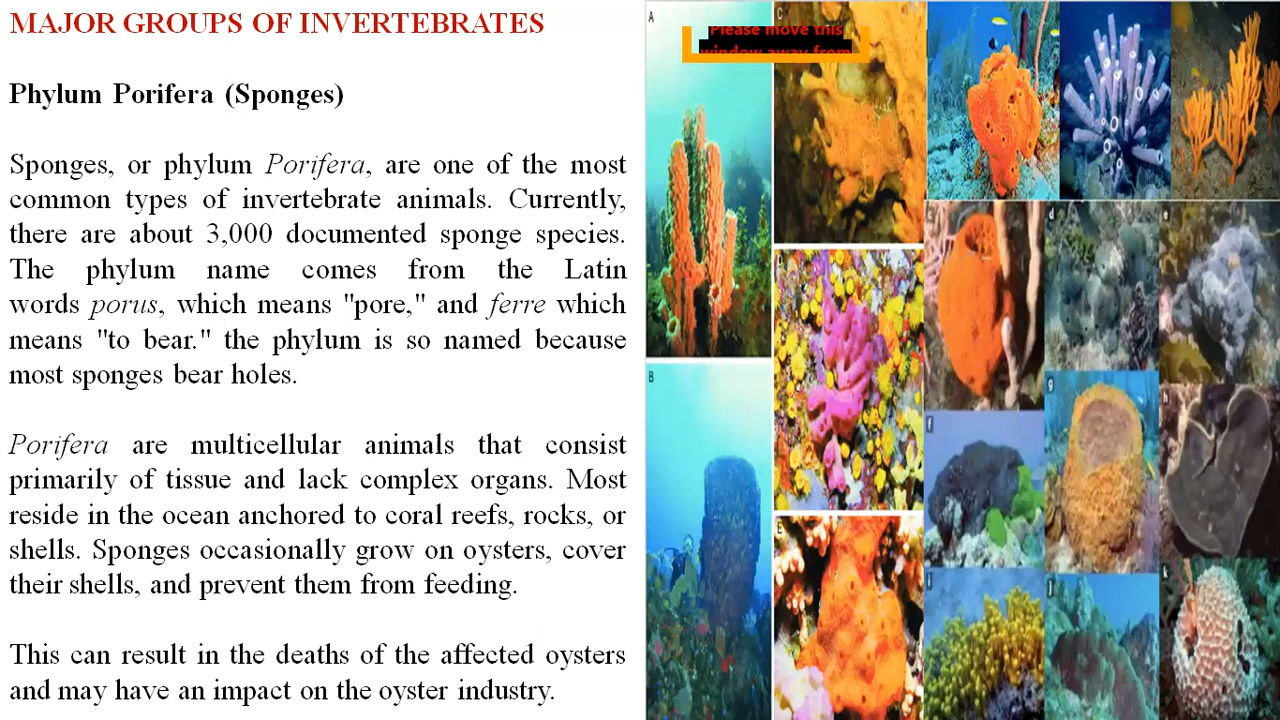 MAJOR GROUPS OF INVERTEBRATES
Phylum Porifera (Sponges)
Sponges, or phylum Porifera, are one of the most
common types of invertebrate animals. Currently,
there are about 3,000 documented sponge species.
The phylum name comes from the Latin
words porus, which means "pore," and ferre which
means "to bear." the phylum is so named because
most sponges bear holes.
Porifera are multicellular animals that consist
primarily of tissue and lack complex organs. Most
reside in the ocean anchored to coral reefs, rocks, or
shells. Sponges occasionally grow on oysters, cover
their shells, and prevent them from feeding.
This can result in the deaths of the affected oysters
and may have an impact on the oyster industry.
A
C
Please move this
window away from
B
E
c
d
e
f
g
h
i
j
k